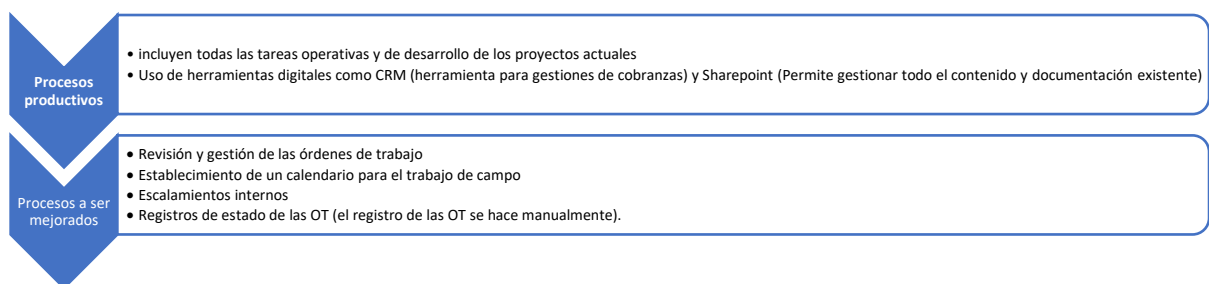 Procesos
productivos
• incluyen todas las tareas operativas y de desarrollo de los proyectos actuales
• Uso de herramientas digitales como CRM (herramienta para gestiones de cobranzas) y Sharepoint (Permite gestionar todo el contenido y documentación existente)
Procesos a ser
mejorados
• Revisión y gestión de las órdenes de trabajo
• Establecimiento de un calendario para el trabajo de campo
• Escalamientos internos
• Registros de estado de las OT (el registro de las OT se hace manualmente).